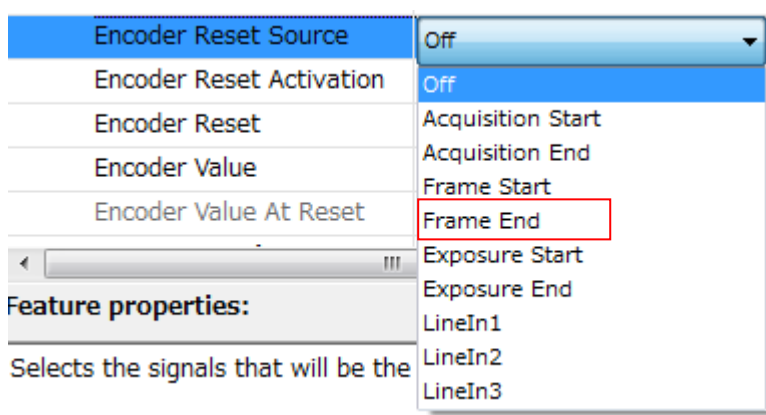 Encoder Reset Source
Off
Encoder Reset Activation
Encoder Reset
Encoder Value
Encoder Value At Reset
Off
Acquisition Start
Acquisition End
Frame Start
Frame End
Exposure Start
Exposure End
LineIn1
LineIn2
LineIn3
Feature properties:
Selects the signals that will be the